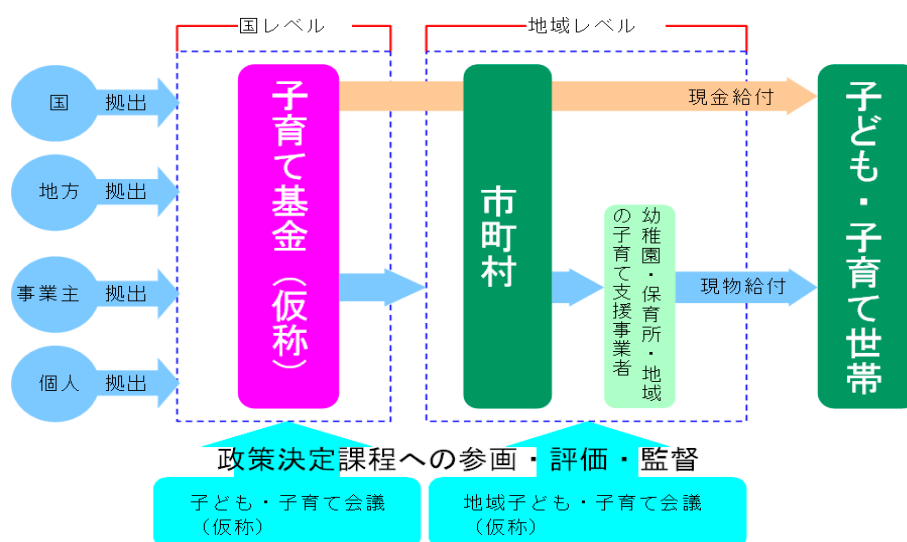 国レベル
地域レベル
国
拠出
地方
拠出
事業主
拠出
個人
拠出
子育て基金（仮称）
市町村
幼稚園・保育所・地域
の子育て支援事業者
現金給付
現物給付
子ども・子育て世帯
政策決定課程への参画・評価・監督
子ども・子育て会議
（仮称）
地域子ども・子育て会議
（仮称）